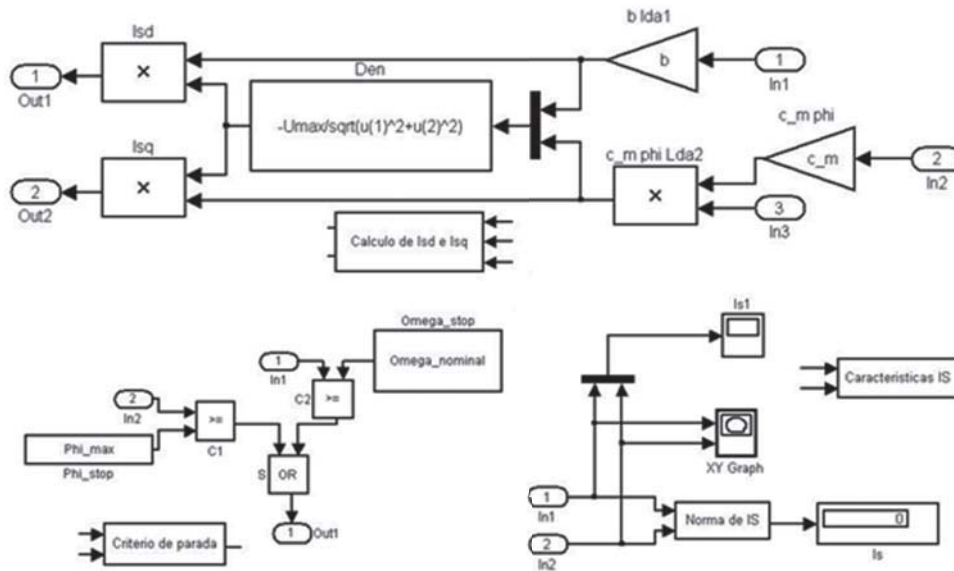 Isd
×
1
Out1
Den
-Umax/sqrt(u(1)^2+u(2)^2)
b lda1
b
1
In1
Isq
×
2
Out2
c_m phi
c_m
2
In2
c_m phi Lda2
×
3
In3
Calculo de Isd e Isq
Omega_stop
Omega_nominal
1
In1
C2
>=
2
In2
>=
C1
Phi_max
Phi_stop
S
OR
1
Out1
Criterio de parada
Is1
Caracteristicas IS
XY Graph
1
In1
Norma de IS
0
Is
2
In2